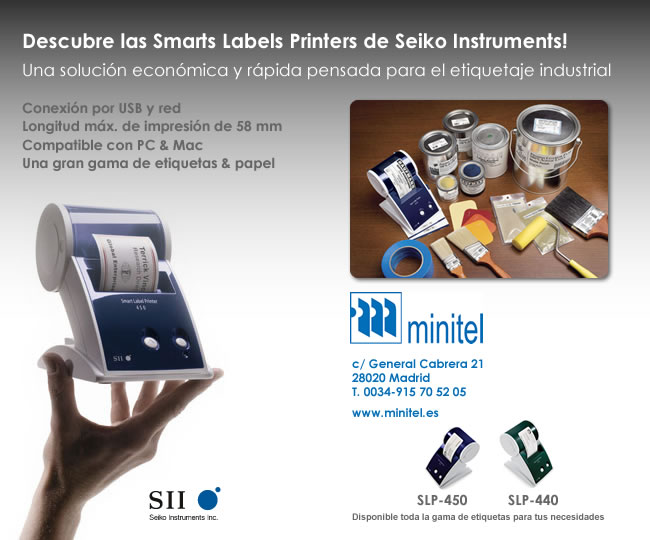 Descubre las Smarts Labels Printers de Seiko Instruments!
Una solución económica y rápida pensada para el etiquetaje industrial
Conexión por USB y red
Longitud máx. de impresión de 58 mm
Compatible con PC & Mac
Una gran gama de etiquetas & papel
Smart Label Printer
450
SII
SII
Seiko Instruments Inc.
minitel
c/ General Cabrera 21
28020 Madrid
T. 0034-915 70 52 05
www.minitel.es
SLP-450
SLP-440
Disponible toda la gama de etiquetas para tus necesidades